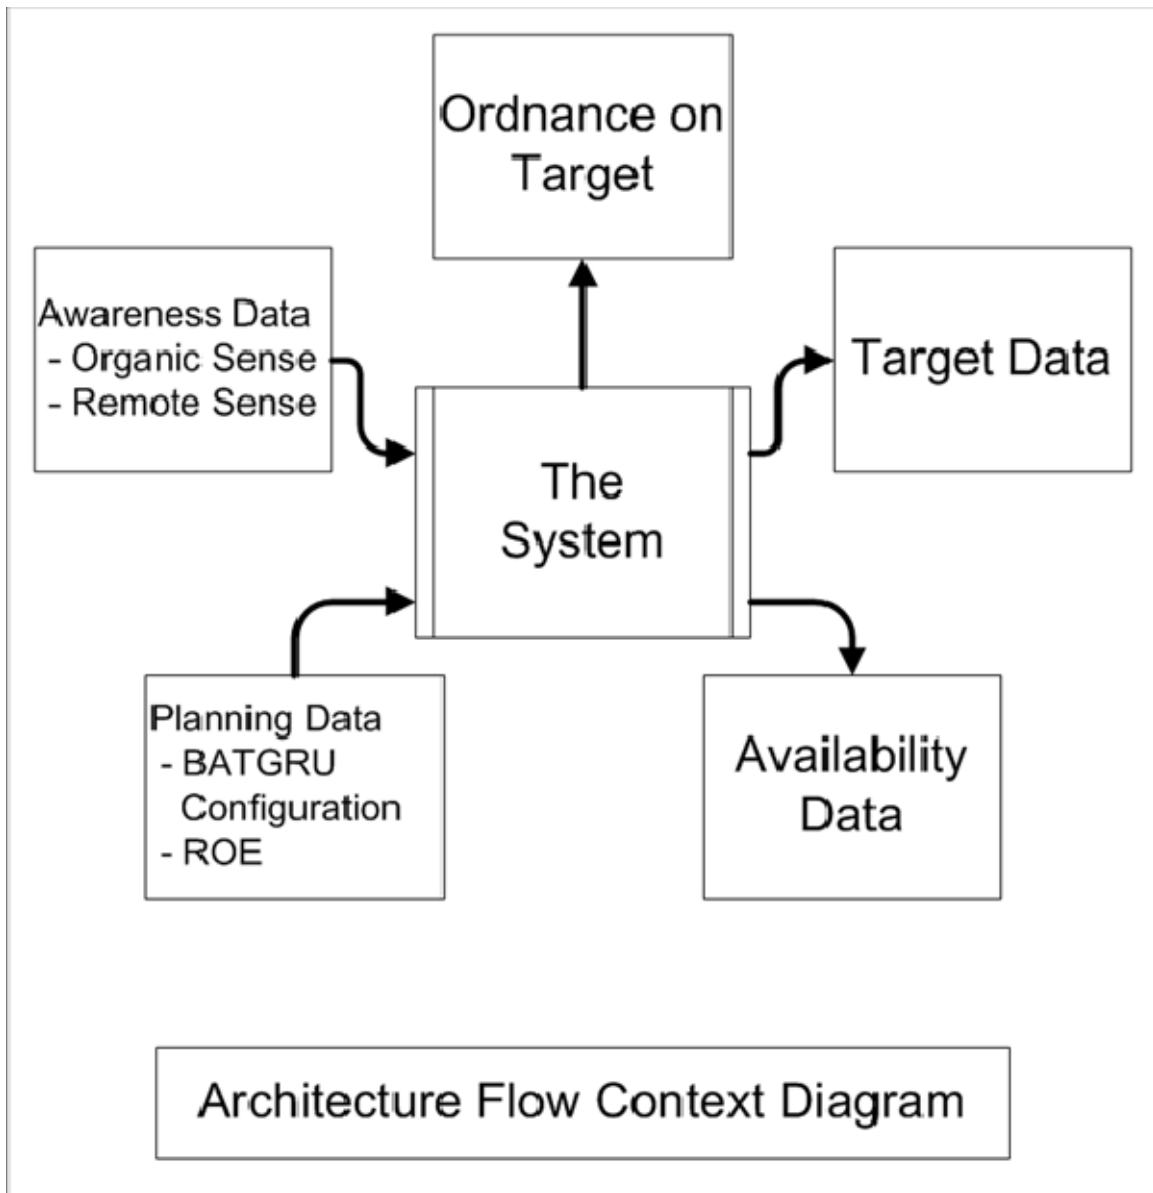 Ordnance on
Target
Awareness Data
- Organic Sense
- Remote Sense
Target Data
The
System
Planning Data
- BATGRU
Configuration
- ROE
Availability
Data
Architecture Flow Context Diagram